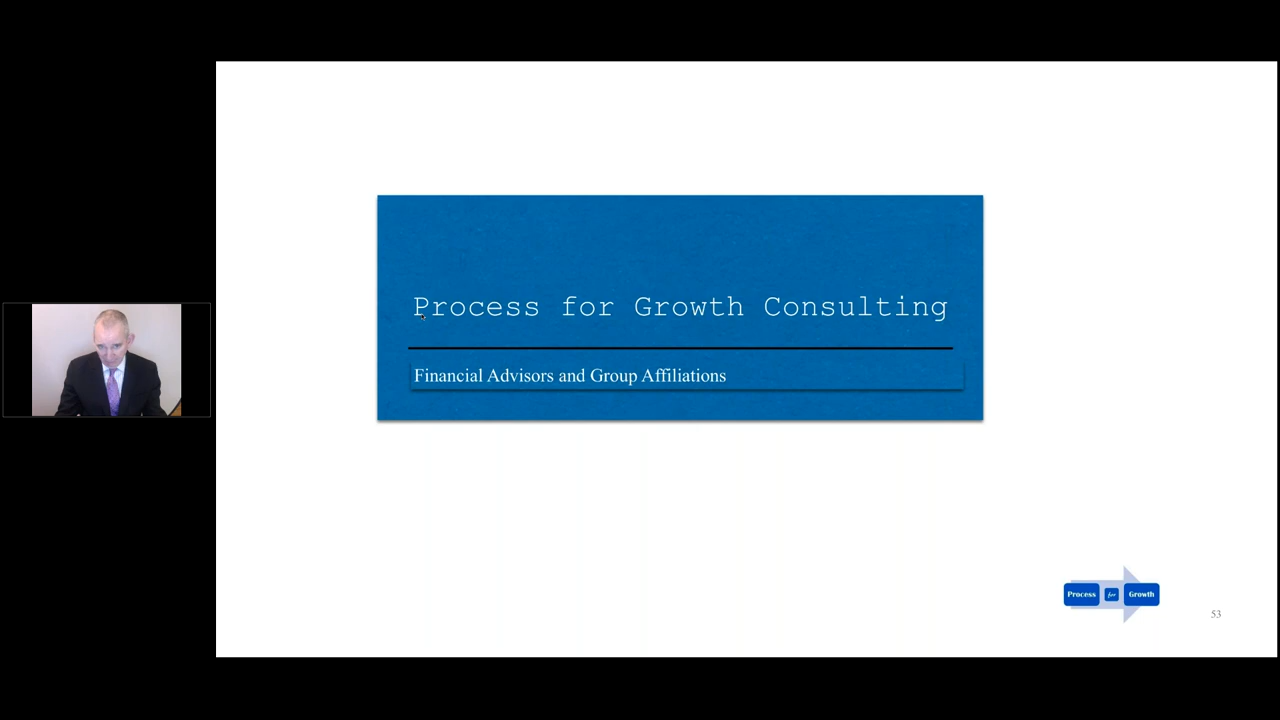 Process for Growth Consulting
Financial Advisors and Group Affiliations
Process for Growth
53